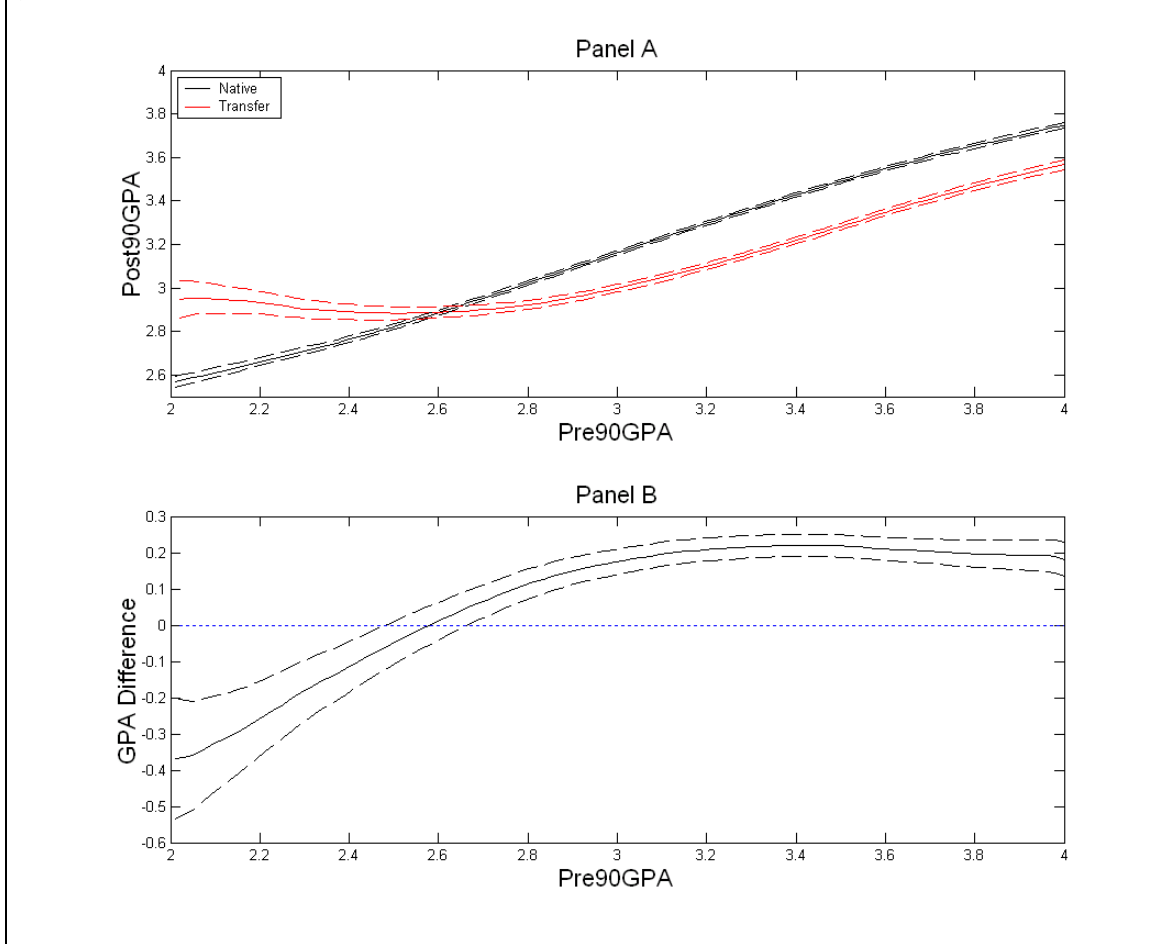 Panel A
Native
Transfer
4
3.8
3.6
3.4
3.2
3
2.8
2.6
Post90GPA
2 2.2 2.4 2.6 2.8 3 3.2 3.4 3.6 3.8 4
Pre90GPA
Panel B
0.3
0.2
0.1
0
-0.1
-0.2
-0.3
-0.4
-0.5
-0.6
GPA Difference
2 2.2 2.4 2.6 2.8 3 3.2 3.4 3.6 3.8 4
Pre90GPA